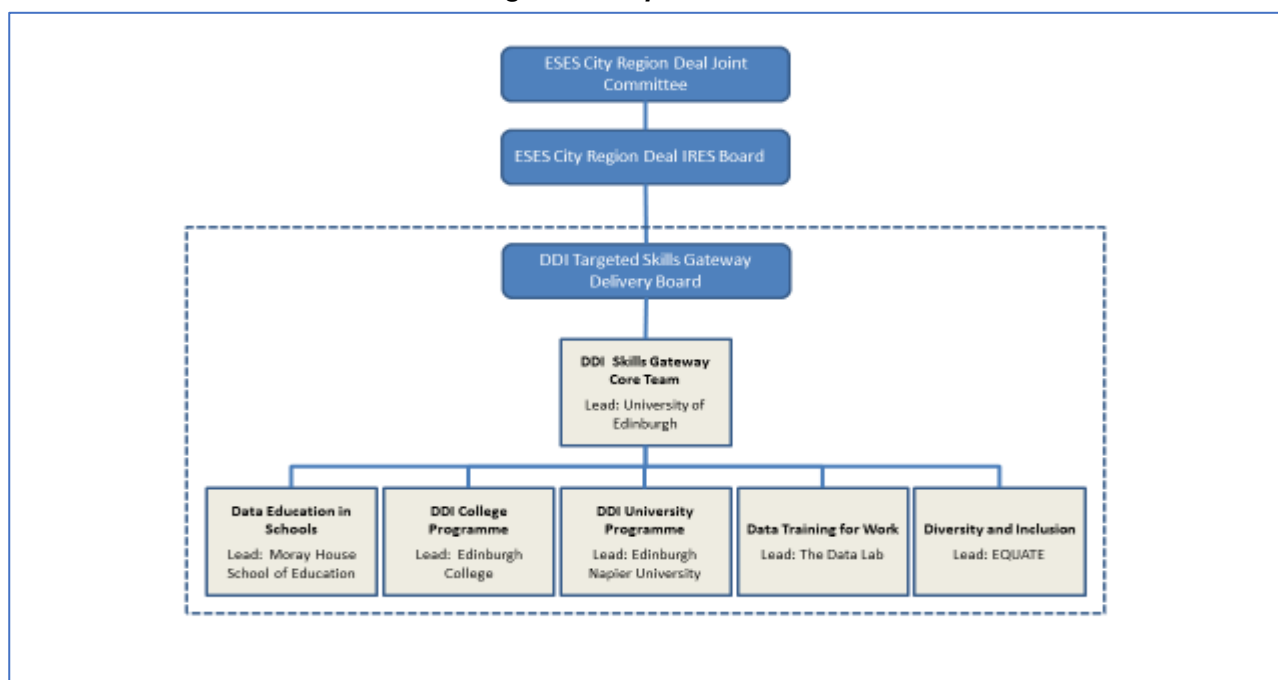 ESES City Region Deal Joint
Committee
ESES City Region Deal IRES Board
DDI Targeted Skills Gateway
Delivery Board
DDI Skills Gateway
Core Team
Lead: University of
Edinburgh
Data Education in
Schools
Lead: Moray House
School of Education
DDI College
Programme
Lead: Edinburgh
College
DDI University
Programme
Lead: Edinburgh
Napier University
Data Training for Work
Lead: The Data Lab
Diversity and Inclusion
Lead: EQUATE